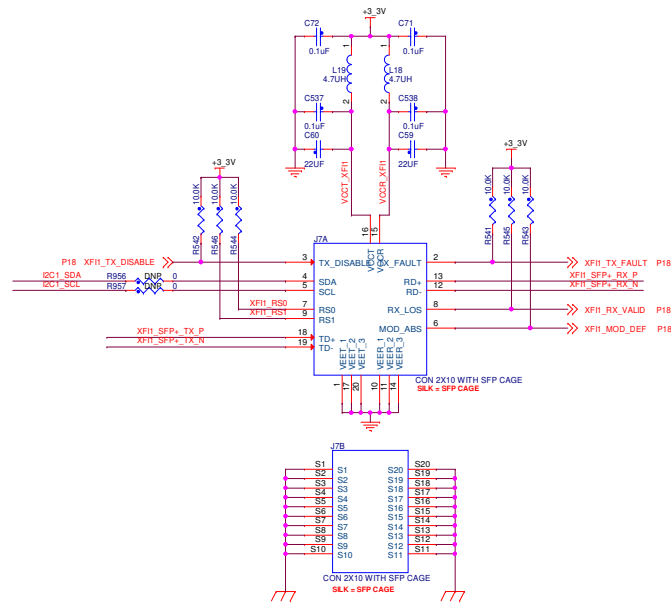 +3_3V
C72
0.1uF
C71
0.1uF
1
1
L19
4.7UH
L18
4.7UH
2
2
C537
0.1uF
C538
0.1uF
C60
22UF
C59
22UF
VCCT_XFI1
VCCR_XFI1
+3_3V
+3_3V
10.0K
10.0K
10.0K
R542
R546
R544
10.0K
10.0K
10.0K
R541
R545
R543
16
15
J7A
VCCT
VCCR
P18 XFI1_TX_DISABLE
3
TX_DISABLE
TX_FAULT
2
XFI1_TX_FAULT P18
I2C1_SDA
R956
DNP
0
4
SDA
RD+
13
XFI1_SFP+_RX_P
I2C1_SCL
R957
DNP
0
5
SCL
RD-
12
XFI1_SFP+_RX_N
XFI1_RS0
7
RS0
RX_LOS
8
XFI1_RX_VALID P18
XFI1_RS1
9
RS1
MOD_ABS
6
XFI1_MOD_DEF P18
XFI1_SFP+_TX_P
18
TD+
XFI1_SFP+_TX_N
19
TD-
VEET_1
VEET_2
VEET_3
VEER_1
VEER_2
VEER_3
1
17
20
10
11
14
CON 2X10 WITH SFP CAGE
SILK = SFP CAGE
J7B
S1 S1 S20 S20
S2 S2 S19 S19
S3 S3 S18 S18
S4 S4 S17 S17
S5 S5 S16 S16
S6 S6 S15 S15
S7 S7 S14 S14
S8 S8 S13 S13
S9 S9 S12 S12
S10 S10 S11 S11
CON 2X10 WITH SFP CAGE
SILK = SFP CAGE